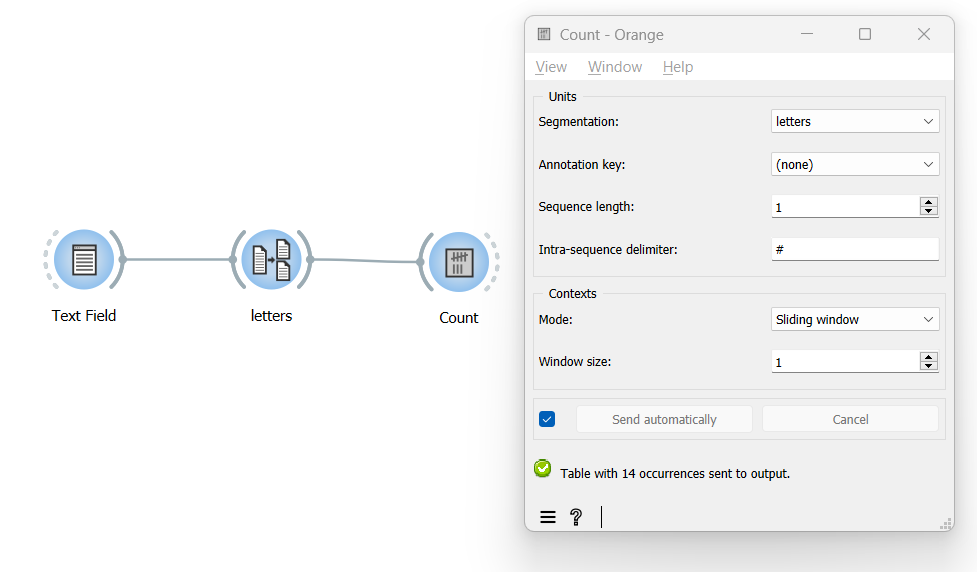 Count - Orange
View Window Help
Units
Segmentation: letters
Annotation key: (none)
Sequence length: 1
Intra-sequence delimiter: #
Contexts
Mode: Sliding window
Window size: 1
Send automatically Cancel
Table with 14 occurrences sent to output.
?
Text Field letters Count